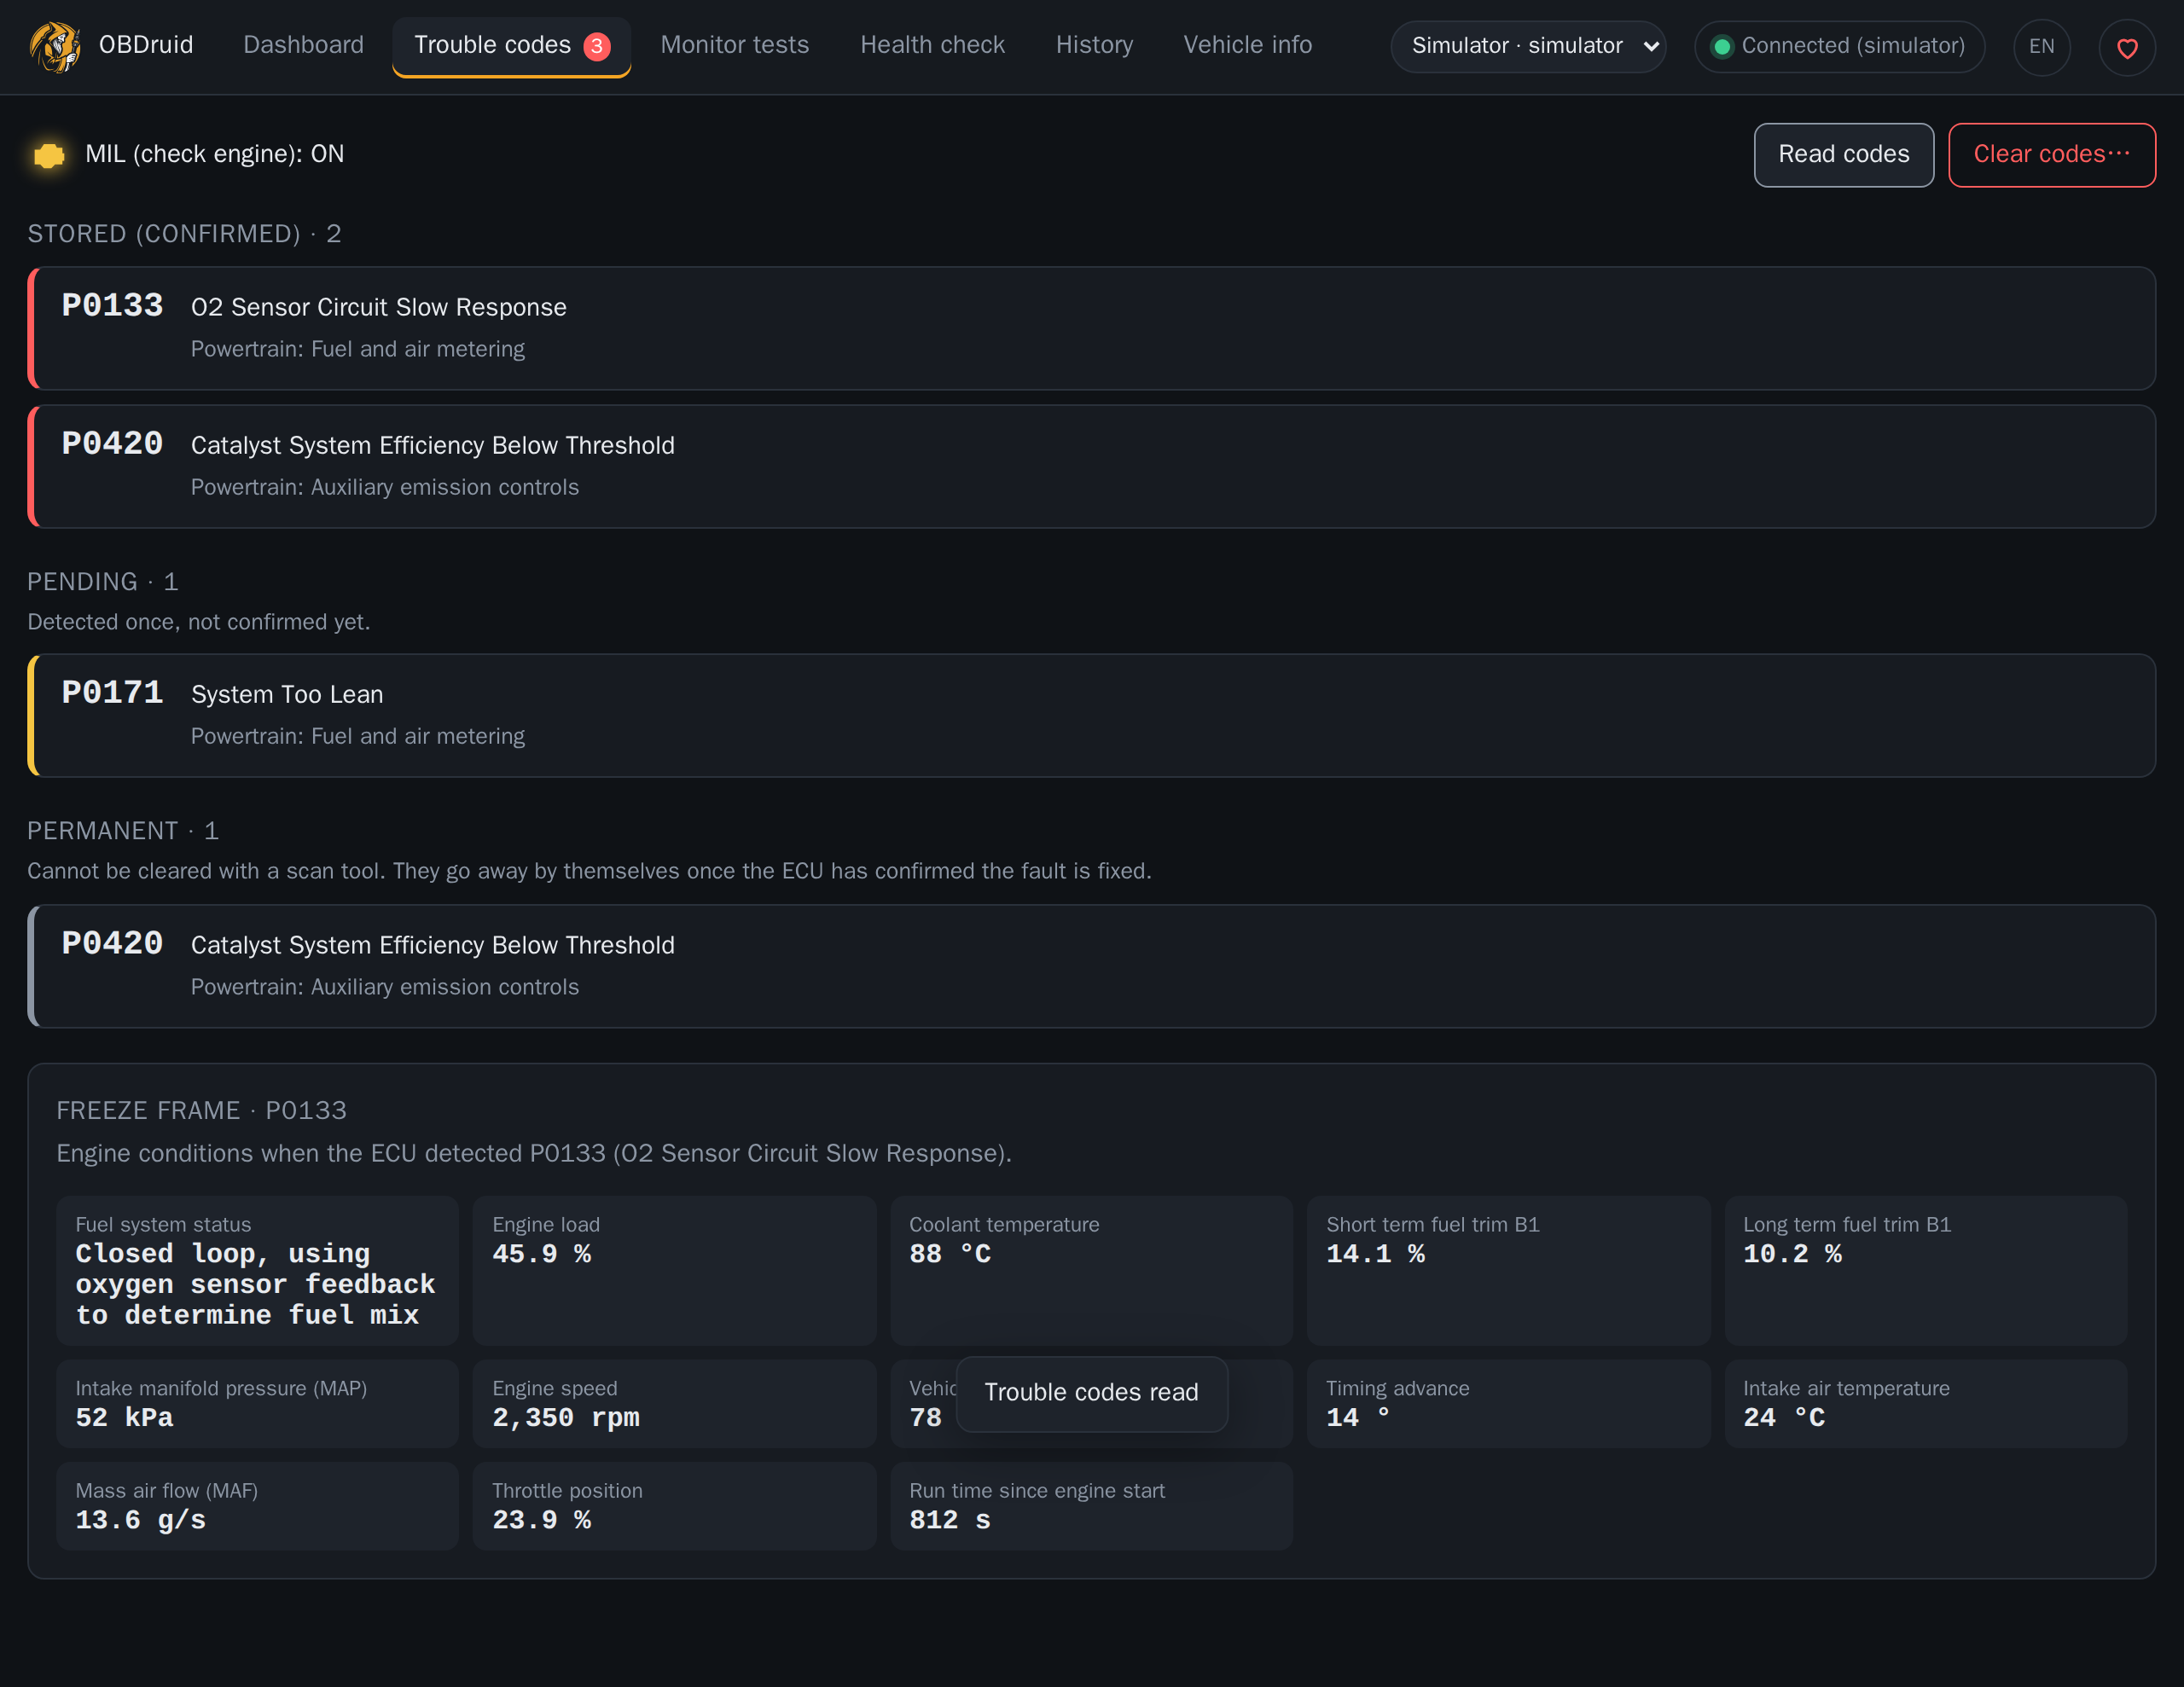 OBDruid
Dashboard
Trouble codes 3
Monitor tests
Health check
History
Vehicle info
Simulator · simulator
Connected (simulator)
EN
MIL (check engine): ON
Read codes
Clear codes···
STORED (CONFIRMED) · 2
P0133 O2 Sensor Circuit Slow Response
Powertrain: Fuel and air metering
P0420 Catalyst System Efficiency Below Threshold
Powertrain: Auxiliary emission controls
PENDING · 1
Detected once, not confirmed yet.
P0171 System Too Lean
Powertrain: Fuel and air metering
PERMANENT · 1
Cannot be cleared with a scan tool. They go away by themselves once the ECU has confirmed the fault is fixed.
P0420 Catalyst System Efficiency Below Threshold
Powertrain: Auxiliary emission controls
FREEZE FRAME · P0133
Engine conditions when the ECU detected P0133 (O2 Sensor Circuit Slow Response).
Fuel system status
Closed loop, using
oxygen sensor feedback
to determine fuel mix
Engine load
45.9 %
Coolant temperature
88 °C
Short term fuel trim B1
14.1 %
Long term fuel trim B1
10.2 %
Intake manifold pressure (MAP)
52 kPa
Engine speed
2,350 rpm
78
Trouble codes read
Timing advance
14 °
Intake air temperature
24 °C
Mass air flow (MAF)
13.6 g/s
Throttle position
23.9 %
Run time since engine start
812 s